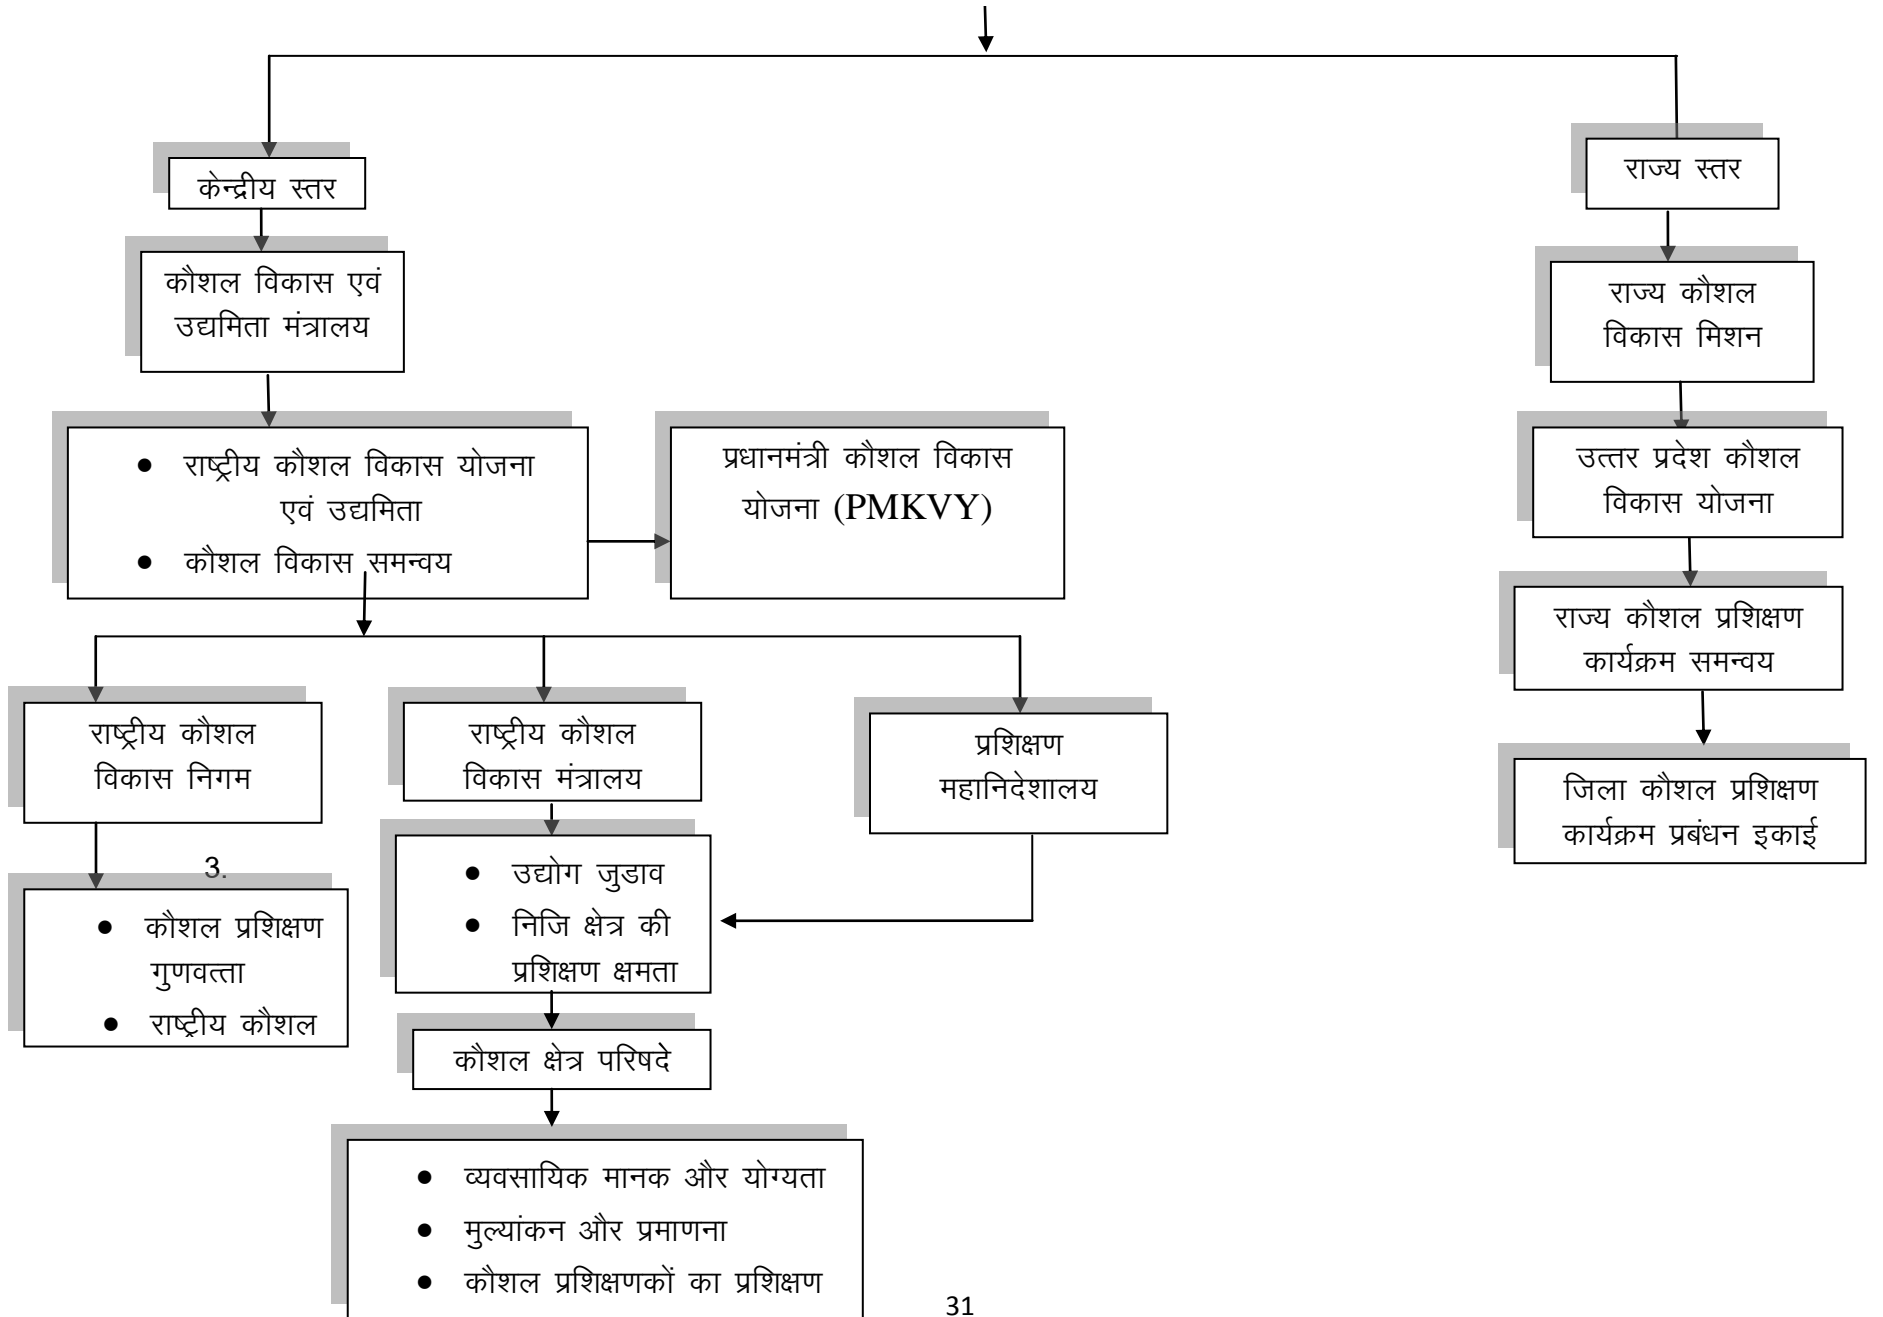 केन्द्रीय स्तर
कौशल विकास एवं
उद्यमिता मंत्रालय
राष्ट्रीय कौशल विकास योजना
एवं उद्यमिता
कौशल विकास समन्वय
प्रधानमंत्री कौशल विकास
योजना (PMKVY)
राष्ट्रीय कौशल
विकास निगम
3.
कौशल प्रशिक्षण
गुणवत्ता
राष्ट्रीय कौशल
राष्ट्रीय कौशल
विकास मंत्रालय
उद्योग जुडाव
निजि क्षेत्र की
प्रशिक्षण क्षमता
कौशल क्षेत्र परिषदे
व्यवसायिक मानक और योग्यता
मुल्यांकन और प्रमाणना
कौशल प्रशिक्षणकों का प्रशिक्षण
प्रशिक्षण
महानिदेशालय
राज्य स्तर
राज्य कौशल
विकास मिशन
उत्तर प्रदेश कौशल
विकास योजना
राज्य कौशल प्रशिक्षण
कार्यक्रम समन्वय
जिला कौशल प्रशिक्षण
कार्यक्रम प्रबंधन इकाई
31